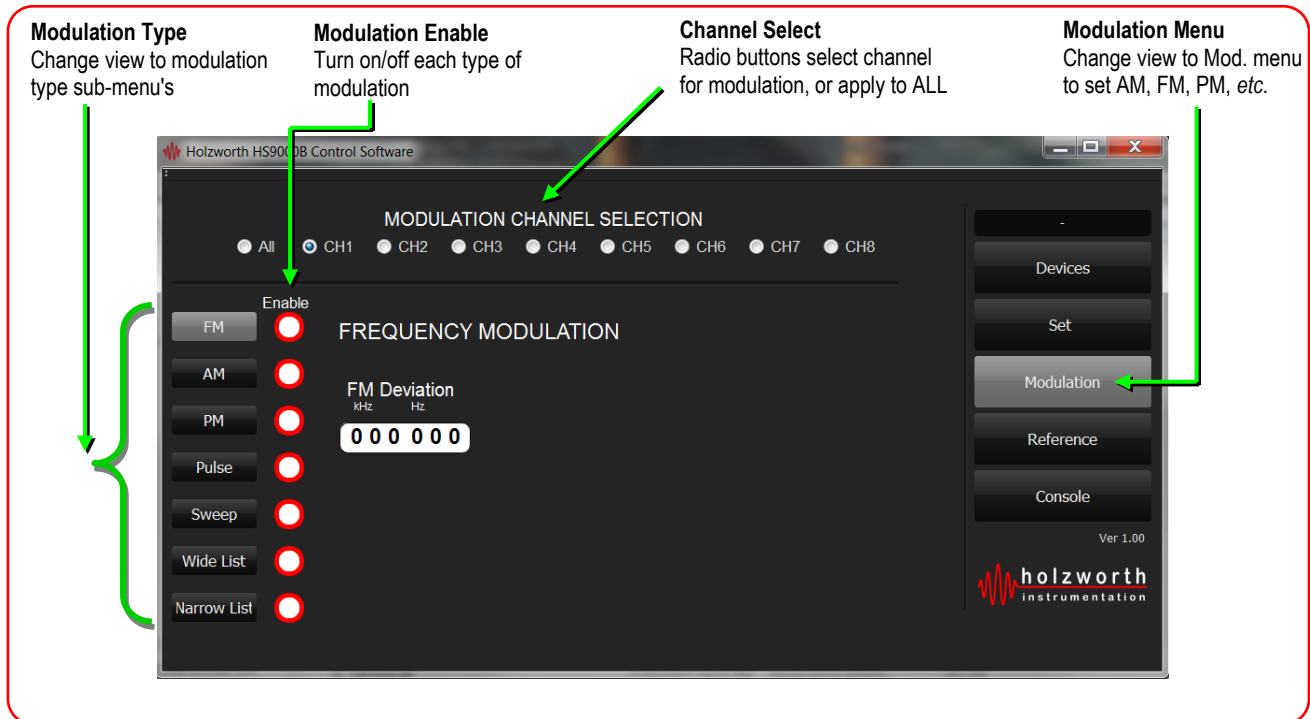 Modulation Type
Change view to modulation
type sub-menu's
Modulation Enable
Turn on/off each type of
modulation
Channel Select
Radio buttons select channel
for modulation, or apply to ALL
Modulation Menu
Change view to Mod. menu
to set AM, FM, PM, etc.
Holzworth HS9000B Control Software
MODULATION CHANNEL SELECTION
All CH1 CH2 CH3 CH4 CH5 CH6 CH7 CH8
Enable
FM
AM
PM
Pulse
Sweep
Wide List
Narrow List
FREQUENCY MODULATION
FM Deviation
kHz Hz
000 000
-
Devices
Set
Modulation
Reference
Console
Ver 1.00
holzworth
instrumentation